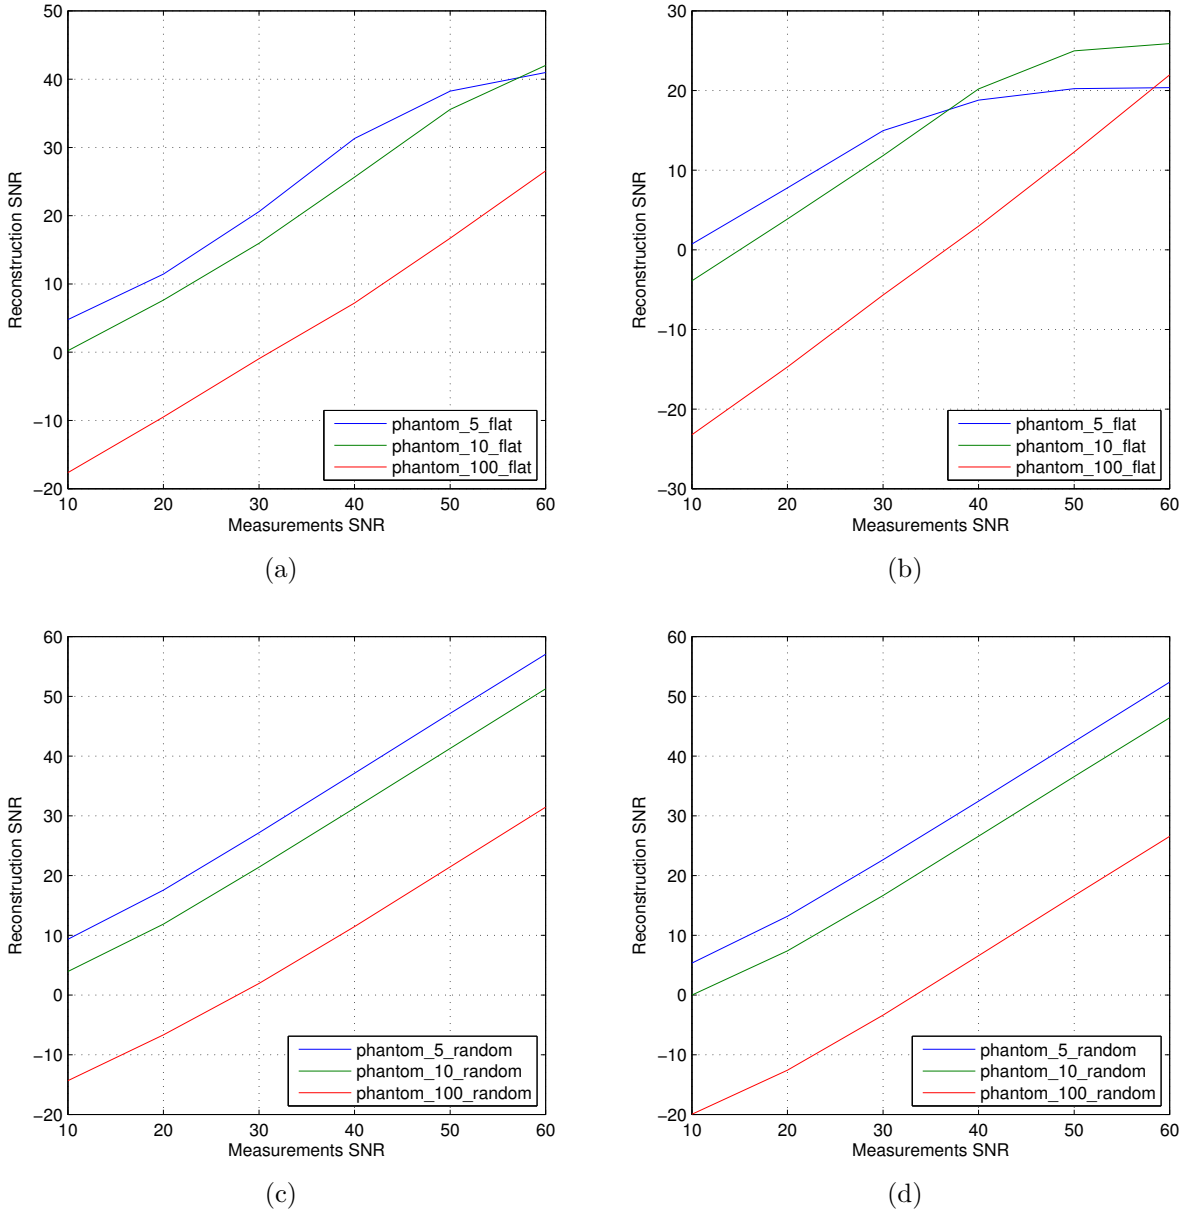 50
40
30
20
10
0
−10
−20
10 20 30 40 50 60
Reconstruction SNR
Measurements SNR
phantom_5_flat
phantom_10_flat
phantom_100_flat
(a)
30
20
10
0
−10
−20
−30
10 20 30 40 50 60
Reconstruction SNR
Measurements SNR
phantom_5_flat
phantom_10_flat
phantom_100_flat
(b)
60
50
40
30
20
10
0
−10
−20
10 20 30 40 50 60
Reconstruction SNR
Measurements SNR
phantom_5_random
phantom_10_random
phantom_100_random
(c)
60
50
40
30
20
10
0
−10
−20
10 20 30 40 50 60
Reconstruction SNR
Measurements SNR
phantom_5_random
phantom_10_random
phantom_100_random
(d)